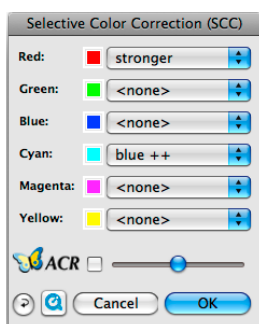 Selective Color Correction (SCC)
Red: stronger
Green: <none>
Blue: <none>
Cyan: blue ++
Magenta: <none>
Yellow: <none>
ACR
Cancel OK